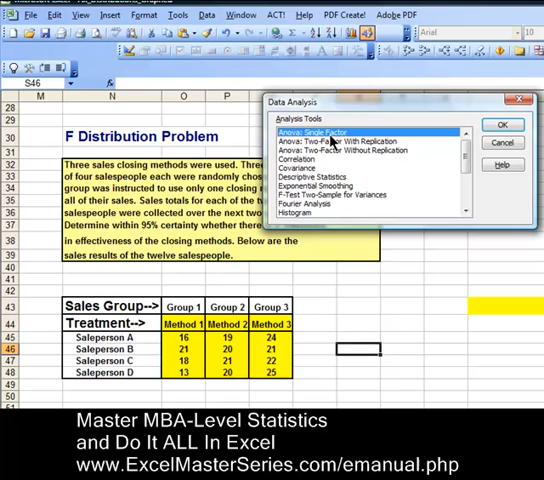 File Edit View Insert Format Tools Data Window ACT! Help PDF Create! Adobe PDF
Arial 10
S46 fx
M N O P
28
29
30 F Distribution Problem
31
32 Three sales closing methods were used. Three
33 of four salespeople each were randomly chos
34 group was instructed to use only one closing
35 all of their sales. Sales totals for each of the tw
36 salespeople were collected over the next two
37 Determine within 95% certainty whether there
38 in effectiveness of the closing methods. Below are the
39 sales results of the twelve salespeople.
40
41
42
43 Sales Group--> Group 1 Group 2 Group 3
44 Treatment--> Method 1 Method 2 Method 3
45 Saleperson A 16 19 24
46 Saleperson B 21 20 21
47 Saleperson C 18 21 22
48 Saleperson D 13 20 25
49
50
Data Analysis
Analysis Tools
Anova: Single Factor
Anova: Two-Factor With Replication
Anova: Two-Factor Without Replication
Correlation
Covariance
Descriptive Statistics
Exponential Smoothing
F-Test Two-Sample for Variances
Fourier Analysis
Histogram
OK
Cancel
Help
Master MBA-Level Statistics
and Do It ALL In Excel
www.ExcelMasterSeries.com/emanual.php